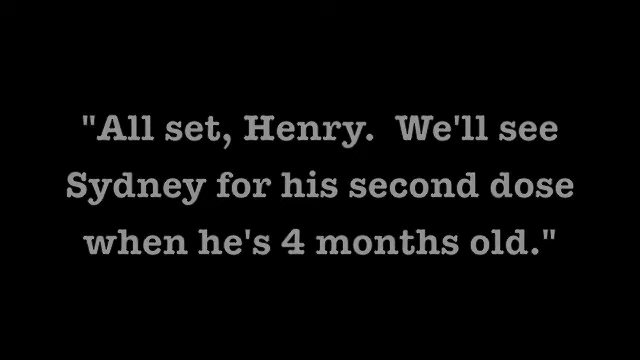 "All set, Henry.  We'll see
Sydney for his second dose
when he's 4 months old."